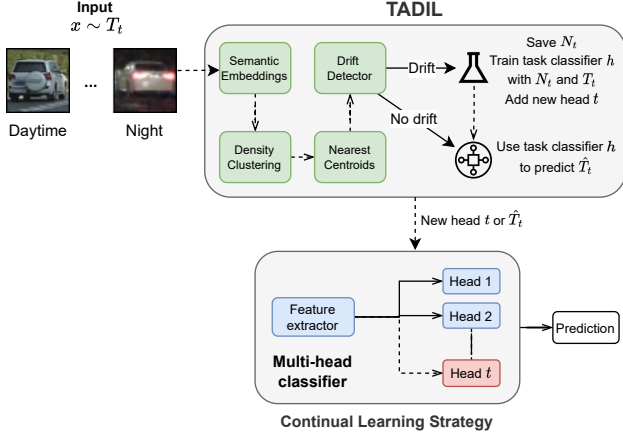 Input
x ∼ T_t
...
Daytime
Night
TADIL
Semantic
Embeddings
Drift
Detector
Drift
No drift
Density
Clustering
Nearest
Centroids
Save N_t
Train task classifier h
with N_t and T_t
Add new head t
Use task classifier h
to predict T̂_t
New head t or T̂_t
Feature
extractor
Multi-head
classifier
Head 1
Head 2
Head t
Prediction
Continual Learning Strategy